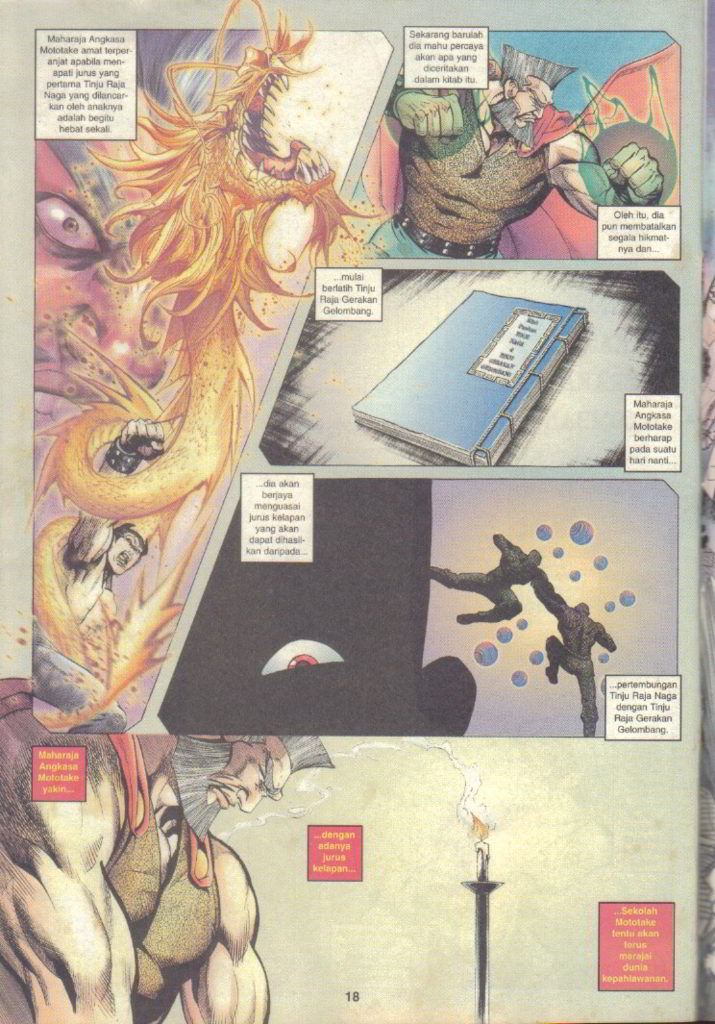 Maharaja Angkasa
Mototake amat terper-
anjat apabila men-
apati jurus yang
pertama Tinju Raja
Naga yang dilancar-
kan oleh anaknya
adalah begitu
hebat sekali.
Sekarang barulah
dia mahu percaya
akan apa yang
diceritakan
dalam kitab itu.
Oleh itu, dia
pun membatalkan
segala hikmat-
nya dan...
...mulai
berlatih Tinju
Raja Gerakan
Gelombang.
Maharaja
Angkasa
Mototake
berharap
pada suatu
hari nanti...
...dia akan
berjaya
menguasai
jurus kelapan
yang akan
dapat dihasil-
kan daripada...
...pertembungan
Tinju Raja Naga
dengan Tinju
Raja Gerakan
Gelombang.
Maharaja
Angkasa
Mototake
yakin...
...dengan
adanya
jurus
kelapan...
...Sekolah
Mototake
tentu akan
terus
merajai
dunia
kepahlawanan.
18